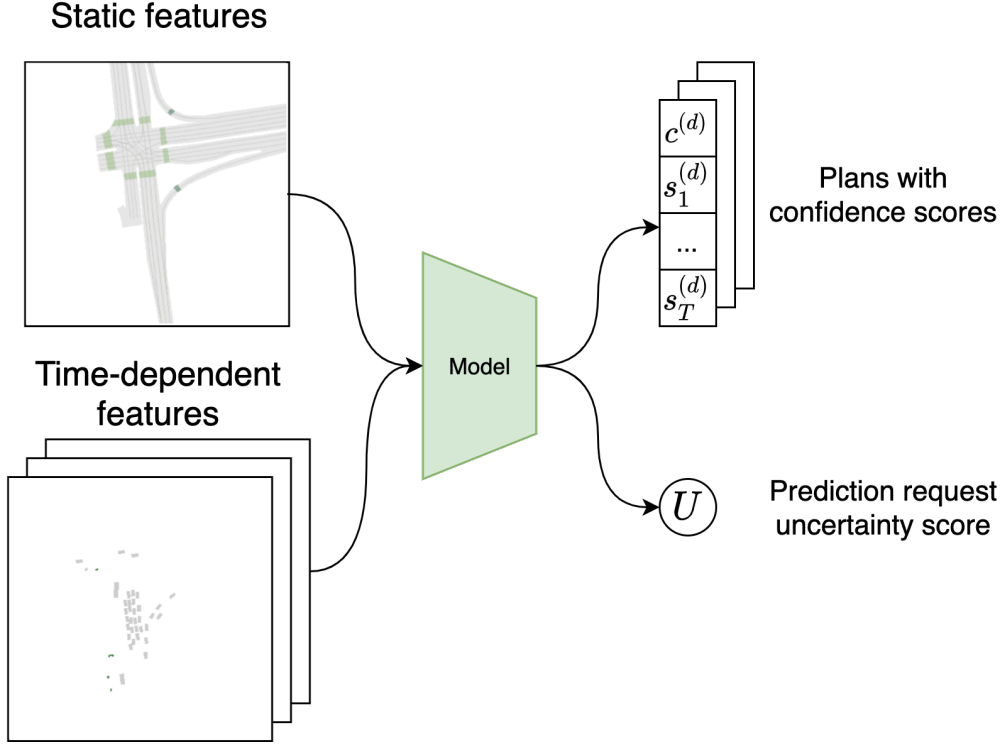 Static features
Time-dependent
features
Model
c^{(d)}
s_1^{(d)}
...
s_T^{(d)}
Plans with
confidence scores
U
Prediction request
uncertainty score